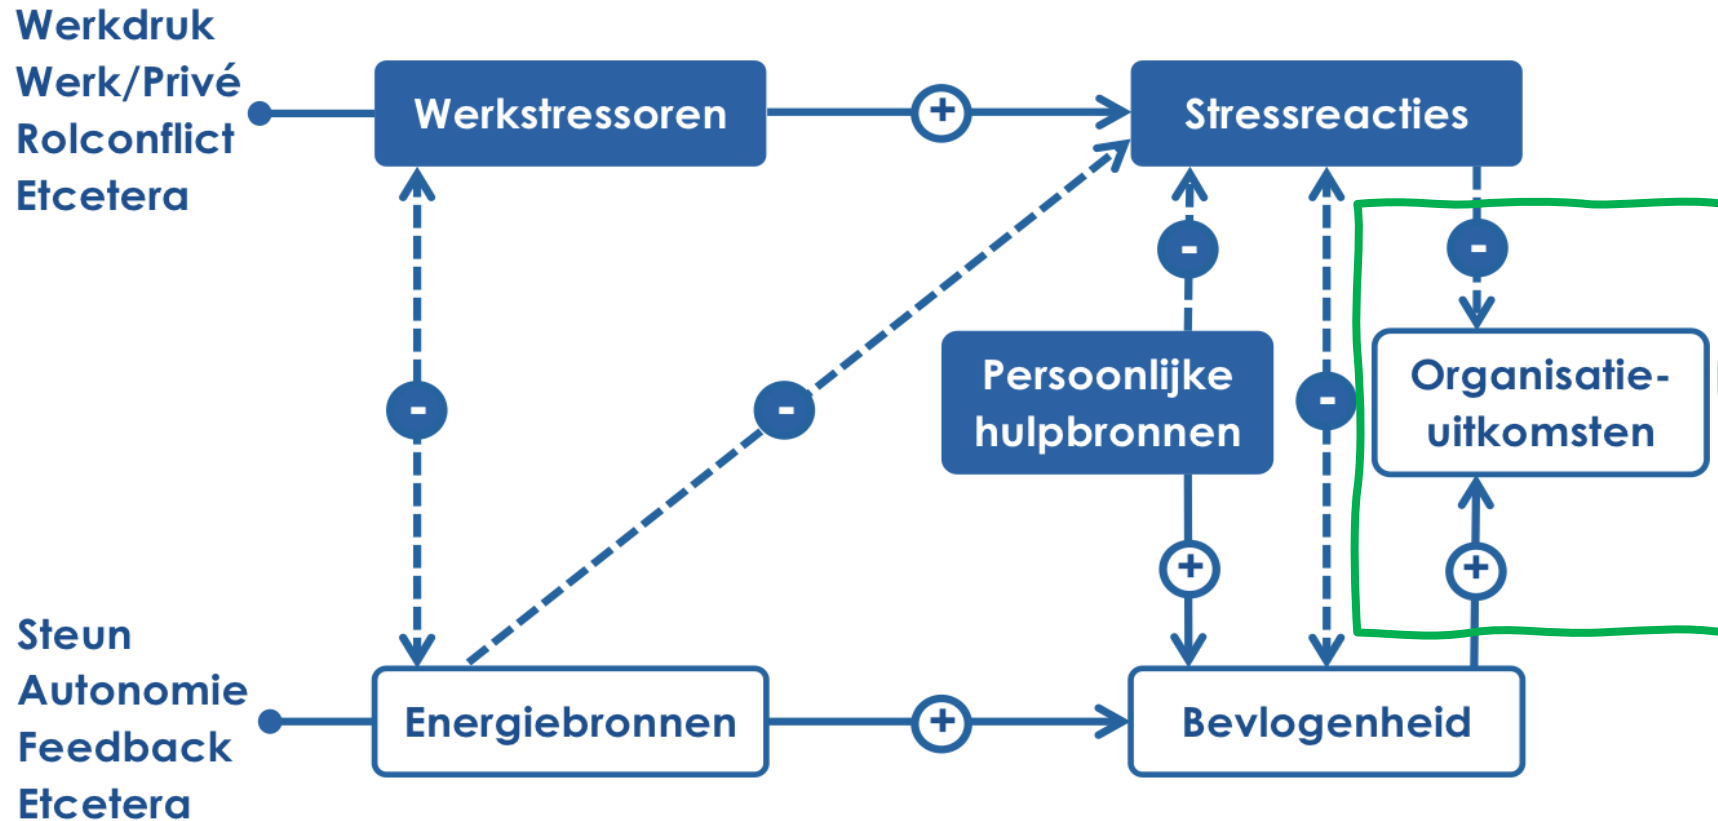 Werkdruk
Werk/Privé
Rolconflict
Etcetera
Werkstressoren
+
Stressreacties
-
-
-
-
-
Persoonlijke
hulpbronnen
Organisatie-
uitkomsten
+
+
Steun
Autonomie
Feedback
Etcetera
Energiebronnen
+
Bevlogenheid